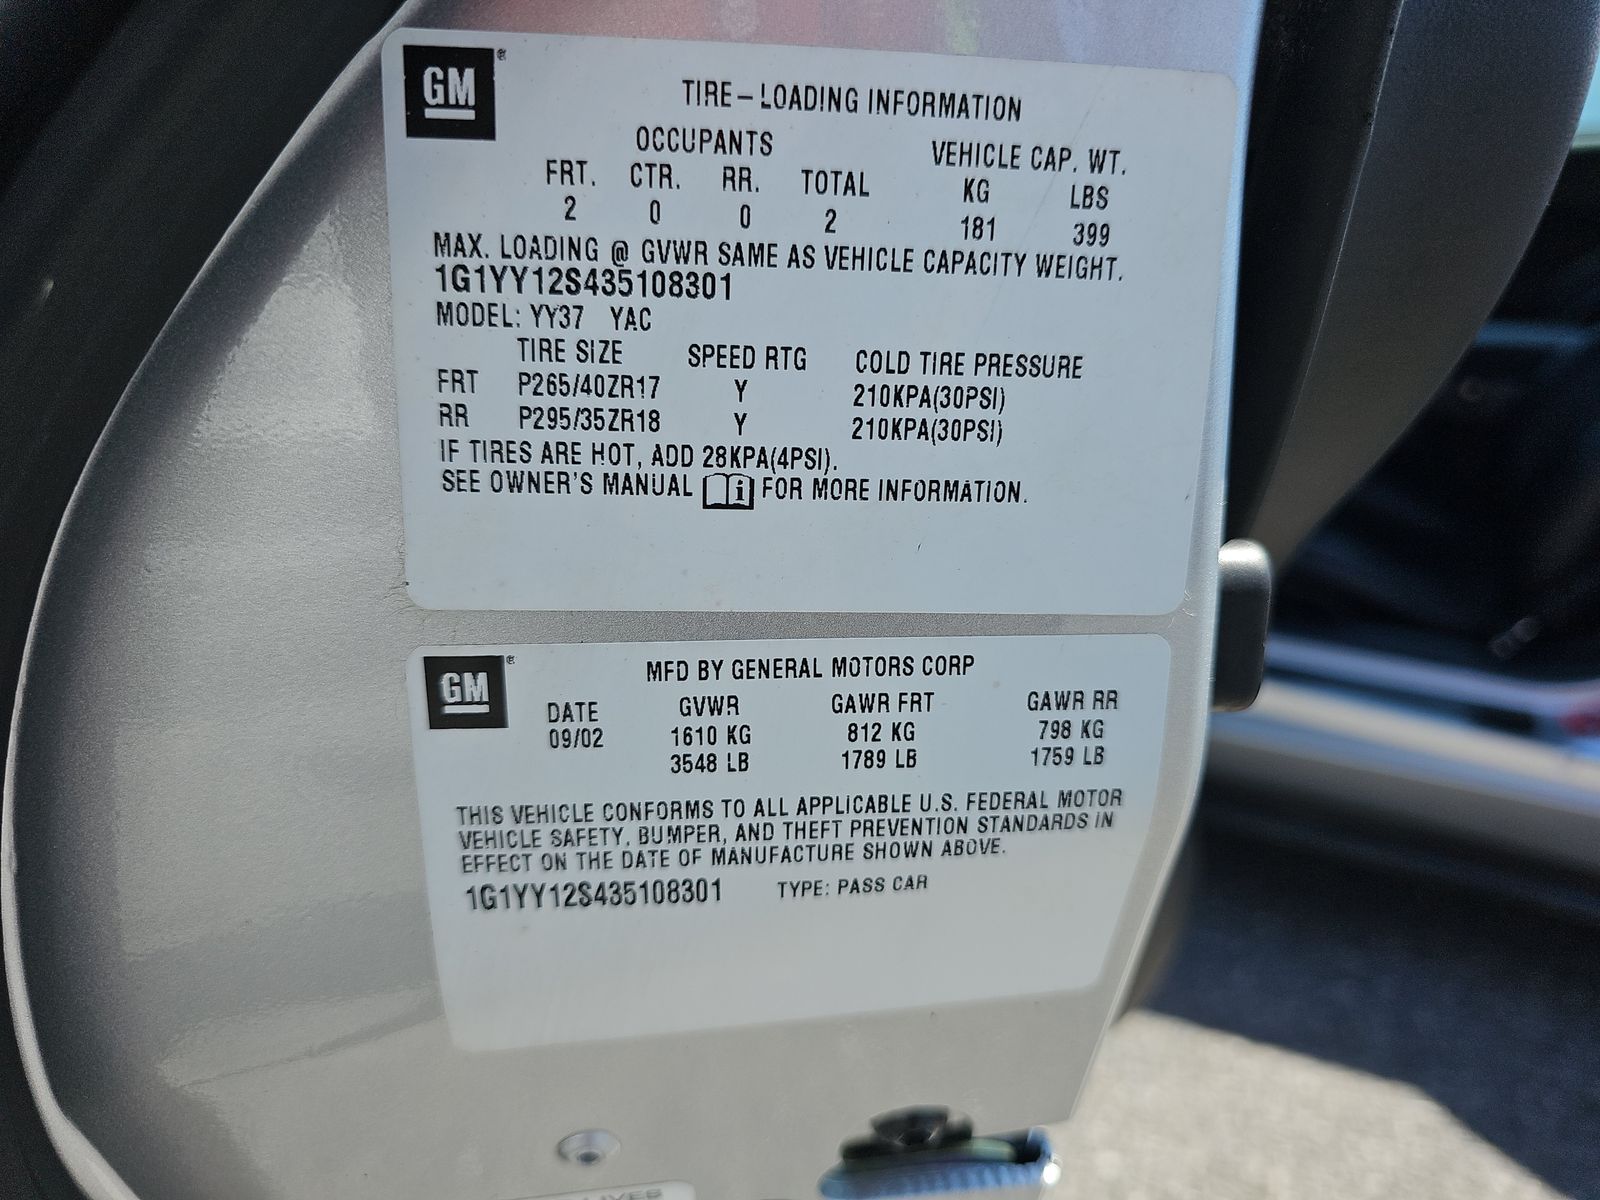 GM ®
TIRE–LOADING INFORMATION
OCCUPANTS VEHICLE CAP. WT.
FRT. CTR. RR. TOTAL KG LBS
2 0 0 2 181 399
MAX. LOADING @ GVWR SAME AS VEHICLE CAPACITY WEIGHT.
1G1YY12S435108301
MODEL: YY37 YAC
TIRE SIZE SPEED RTG COLD TIRE PRESSURE
FRT P265/40ZR17 Y 210KPA(30PSI)
RR P295/35ZR18 Y 210KPA(30PSI)
IF TIRES ARE HOT, ADD 28KPA(4PSI).
SEE OWNER'S MANUAL i FOR MORE INFORMATION.
GM ®
MFD BY GENERAL MOTORS CORP
DATE GVWR GAWR FRT GAWR RR
09/02 1610 KG 812 KG 798 KG
3548 LB 1789 LB 1759 LB
THIS VEHICLE CONFORMS TO ALL APPLICABLE U.S. FEDERAL MOTOR
VEHICLE SAFETY, BUMPER, AND THEFT PREVENTION STANDARDS IN
EFFECT ON THE DATE OF MANUFACTURE SHOWN ABOVE.
1G1YY12S435108301 TYPE: PASS CAR